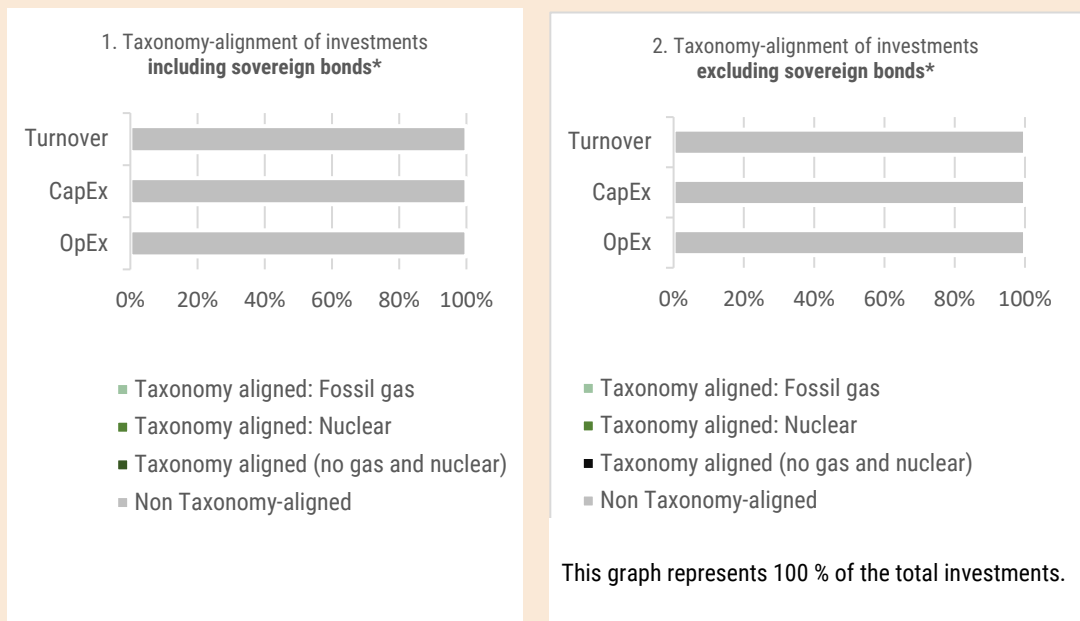 1. Taxonomy-alignment of investments
including sovereign bonds*
Turnover
CapEx
OpEx
0% 20% 40% 60% 80% 100%
Taxonomy aligned: Fossil gas
Taxonomy aligned: Nuclear
Taxonomy aligned (no gas and nuclear)
Non Taxonomy-aligned
2. Taxonomy-alignment of investments
excluding sovereign bonds*
Turnover
CapEx
OpEx
0% 20% 40% 60% 80% 100%
Taxonomy aligned: Fossil gas
Taxonomy aligned: Nuclear
Taxonomy aligned (no gas and nuclear)
Non Taxonomy-aligned
This graph represents 100 % of the total investments.